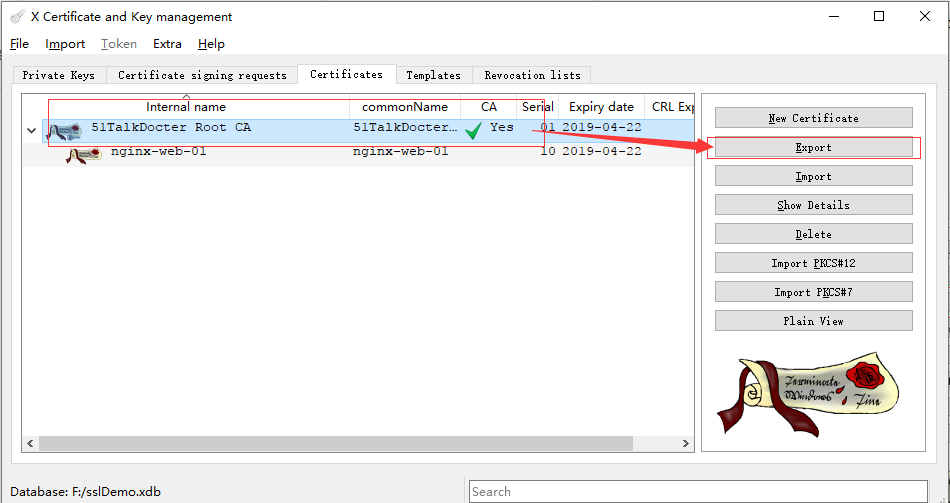 X Certificate and Key management
File Import Token Extra Help
Private Keys Certificate signing requests Certificates Templates Revocation lists
Internal name commonName CA Serial Expiry date CRL Exp
51TalkDocter Root CA 51TalkDocter... Yes 01 2019-04-22
nginx-web-01 nginx-web-01 10 2019-04-22
New Certificate
Export
Import
Show Details
Delete
Import PKCS#12
Import PKCS#7
Plain View
Terminate
Windows Fine
Database: F:/sslDemo.xdb
Search